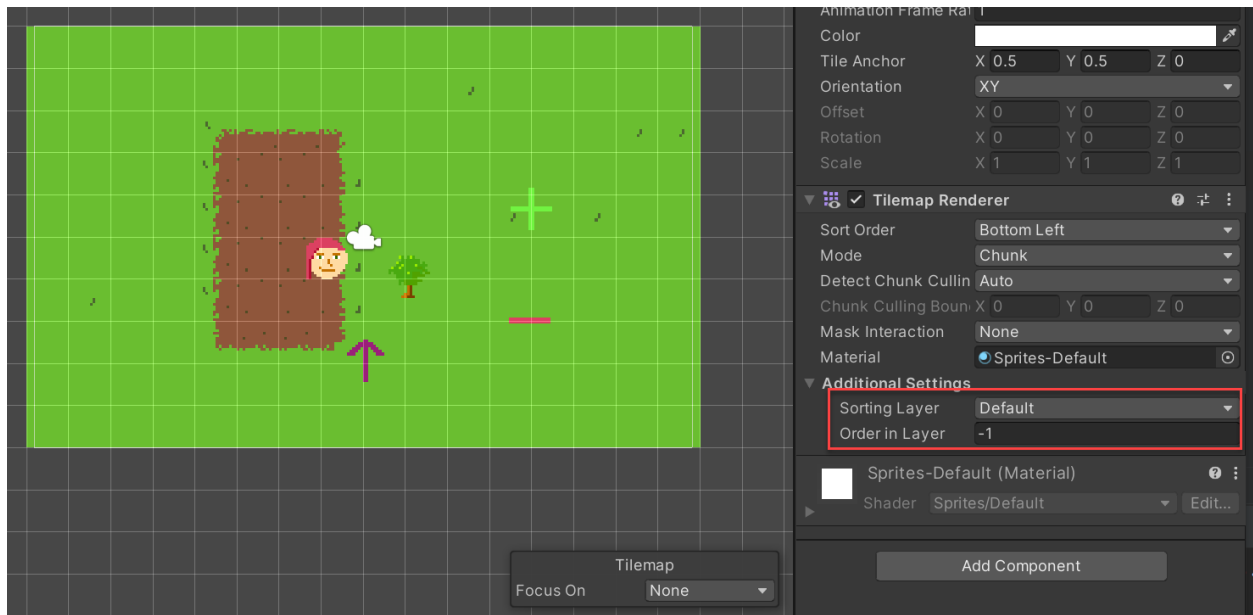 Animation Frame Rat 1
Color
Tile Anchor X 0.5 Y 0.5 Z 0
Orientation XY
Offset X 0 Y 0 Z 0
Rotation X 0 Y 0 Z 0
Scale X 1 Y 1 Z 1
Tilemap Renderer
Sort Order Bottom Left
Mode Chunk
Detect Chunk Cullin Auto
Chunk Culling Boun X 0 Y 0 Z 0
Mask Interaction None
Material Sprites-Default
Additional Settings
Sorting Layer Default
Order in Layer -1
Sprites-Default (Material)
Shader Sprites/Default Edit...
Add Component
Tilemap
Focus On None